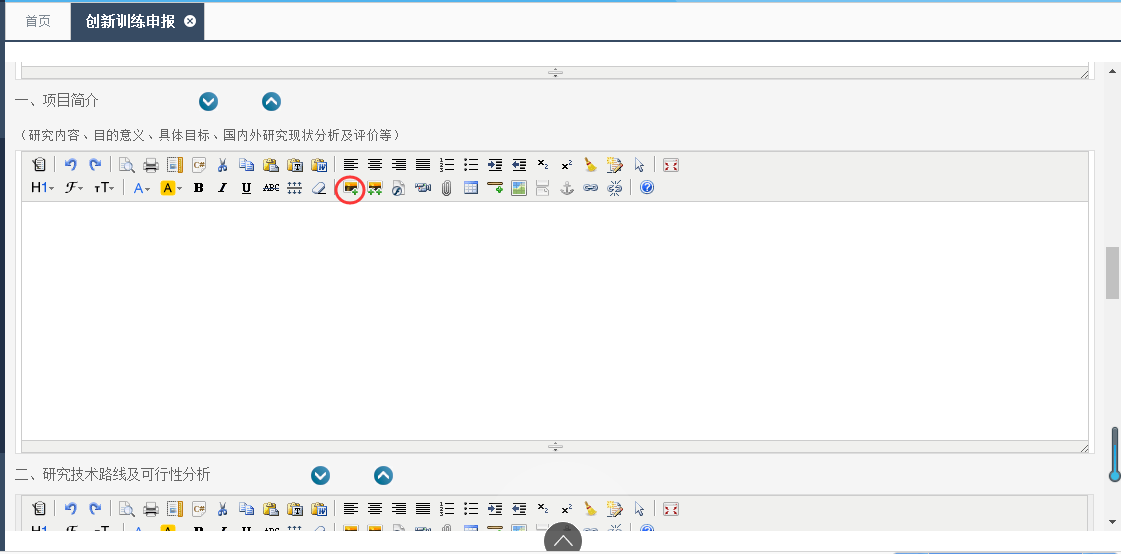 首页
创新训练申报
一、项目简介
（研究内容、目的意义、具体目标、国内外研究现状分析及评价等）
H1 ℱ TT A A B I U ABC
二、研究技术路线及可行性分析